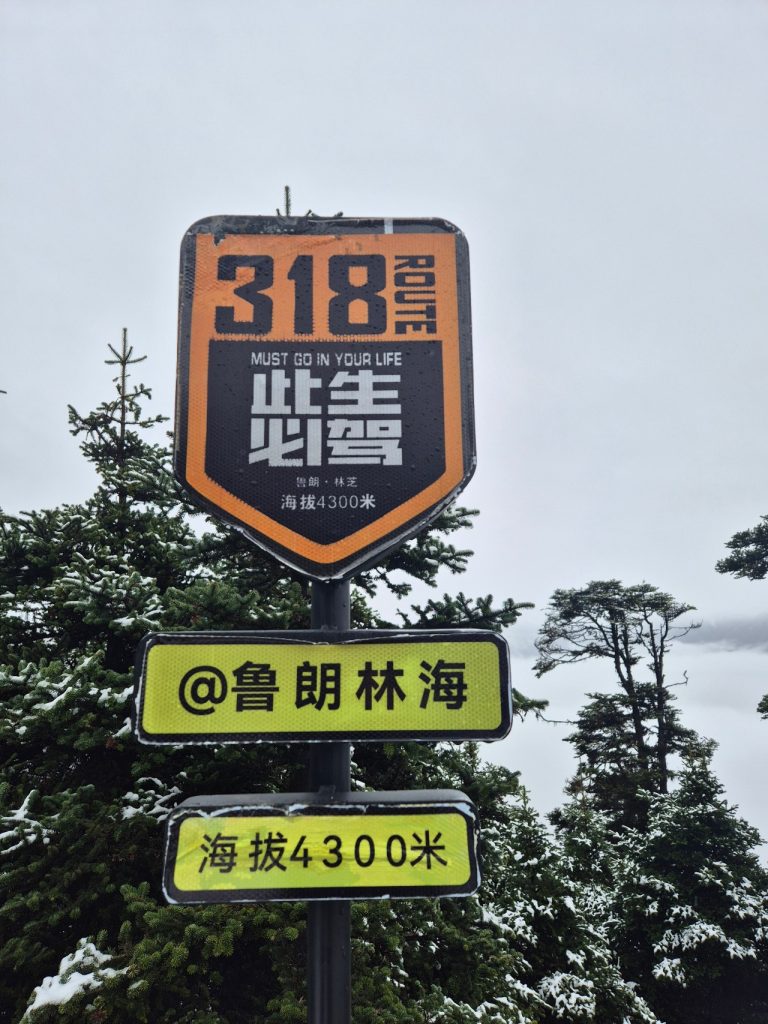 318 ROUTE
MUST GO IN YOUR LIFE
此生
必驾
鲁朗·林芝
海拔4300米
@鲁朗林海
海拔4300米